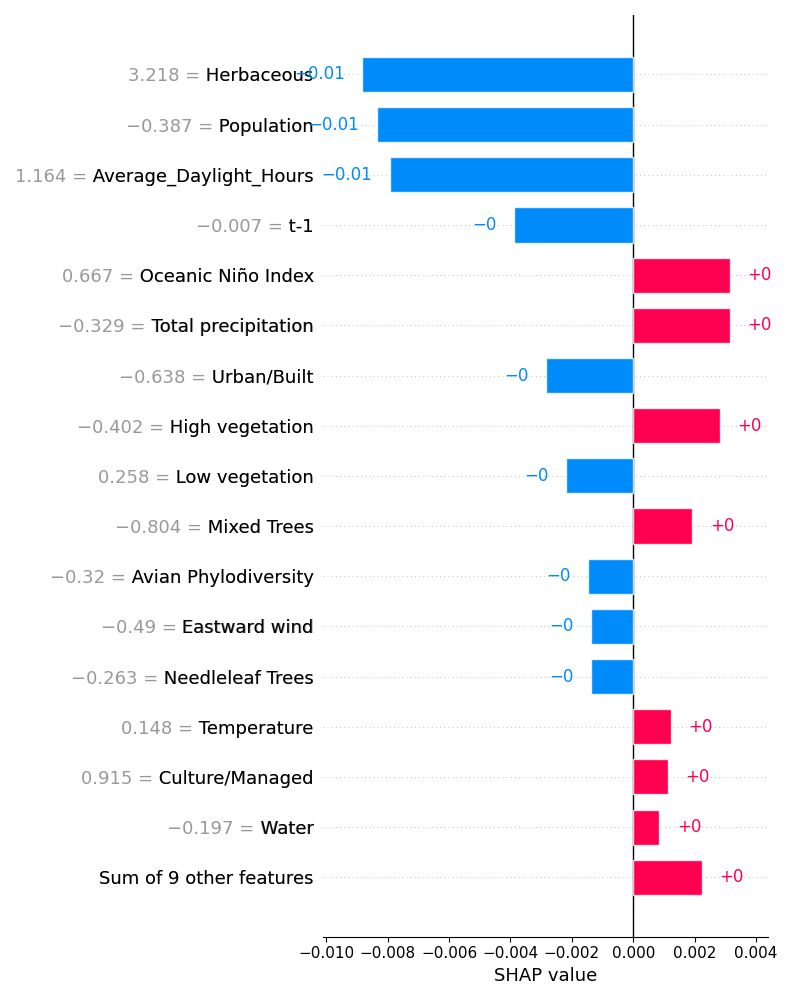 3.218 = Herbaceous −0.01
−0.387 = Population −0.01
1.164 = Average_Daylight_Hours −0.01
−0.007 = t-1 −0
0.667 = Oceanic Niño Index +0
−0.329 = Total precipitation +0
−0.638 = Urban/Built −0
−0.402 = High vegetation +0
0.258 = Low vegetation −0
−0.804 = Mixed Trees +0
−0.32 = Avian Phylodiversity −0
−0.49 = Eastward wind −0
−0.263 = Needleleaf Trees −0
0.148 = Temperature +0
0.915 = Culture/Managed +0
−0.197 = Water +0
Sum of 9 other features +0
−0.010 −0.008 −0.006 −0.004 −0.002 0.000 0.002 0.004
SHAP value